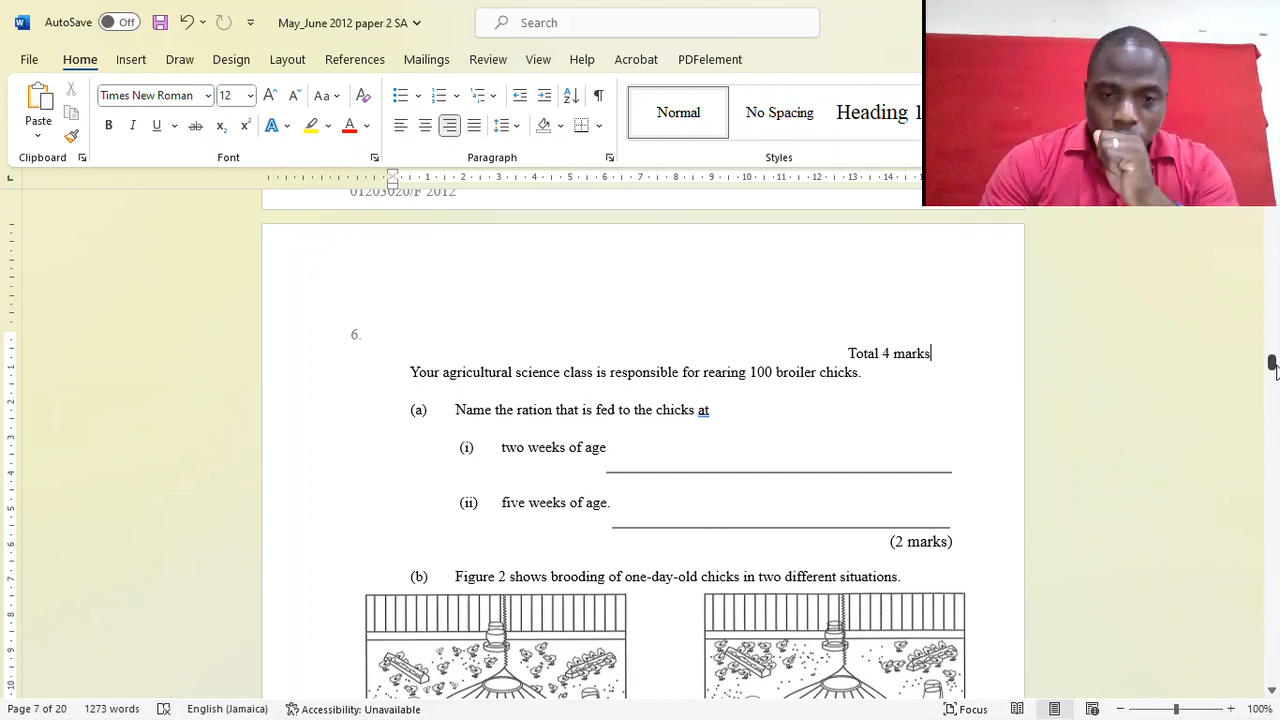 AutoSave Off May_June 2012 paper 2 SA Search
File Home Insert Draw Design Layout References Mailings Review View Help Acrobat PDFelement
Paste Times New Roman 12 Normal No Spacing Heading 1
Clipboard Font Paragraph Styles
01203020/F 2012
6.
Total 4 marks
Your agricultural science class is responsible for rearing 100 broiler chicks.
(a) Name the ration that is fed to the chicks at
(i) two weeks of age
(ii) five weeks of age.
(2 marks)
(b) Figure 2 shows brooding of one-day-old chicks in two different situations.
Page 7 of 20 1273 words English (Jamaica) Accessibility: Unavailable Focus 100%